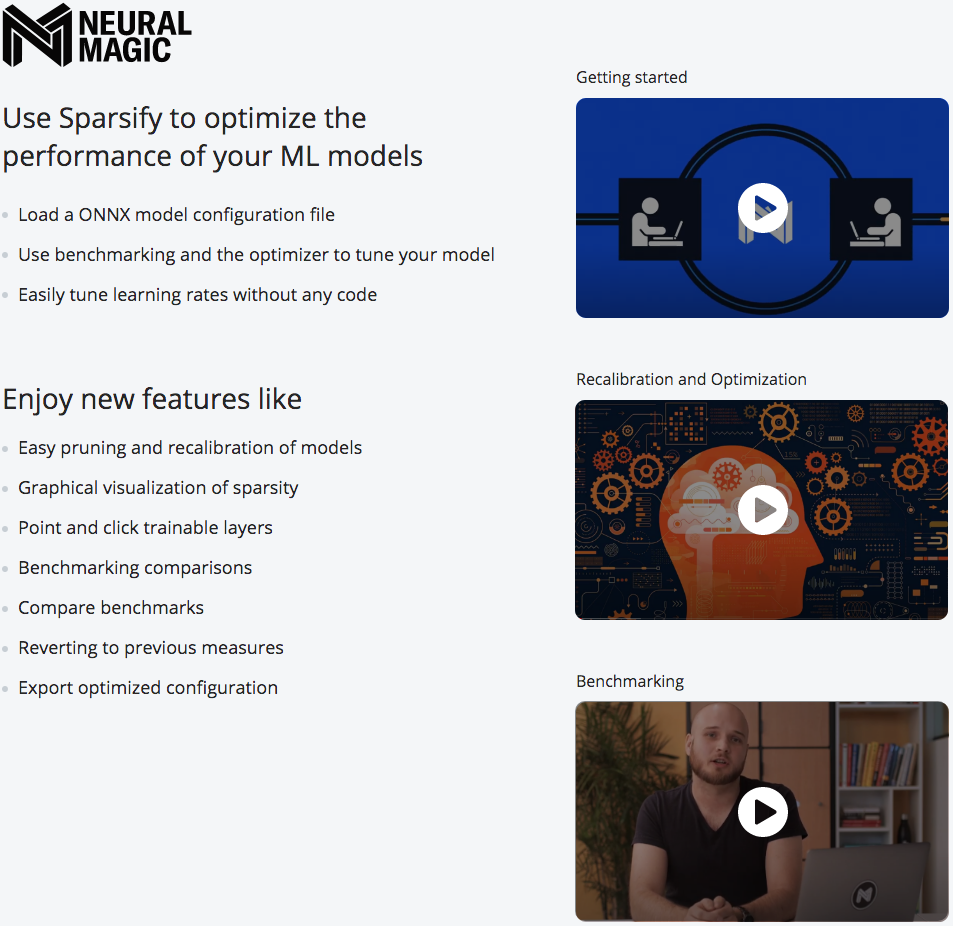 NEURAL
MAGIC
Use Sparsify to optimize the
performance of your ML models
Load a ONNX model configuration file
Use benchmarking and the optimizer to tune your model
Easily tune learning rates without any code
Enjoy new features like
Easy pruning and recalibration of models
Graphical visualization of sparsity
Point and click trainable layers
Benchmarking comparisons
Compare benchmarks
Reverting to previous measures
Export optimized configuration
Getting started
Recalibration and Optimization
15%
Benchmarking